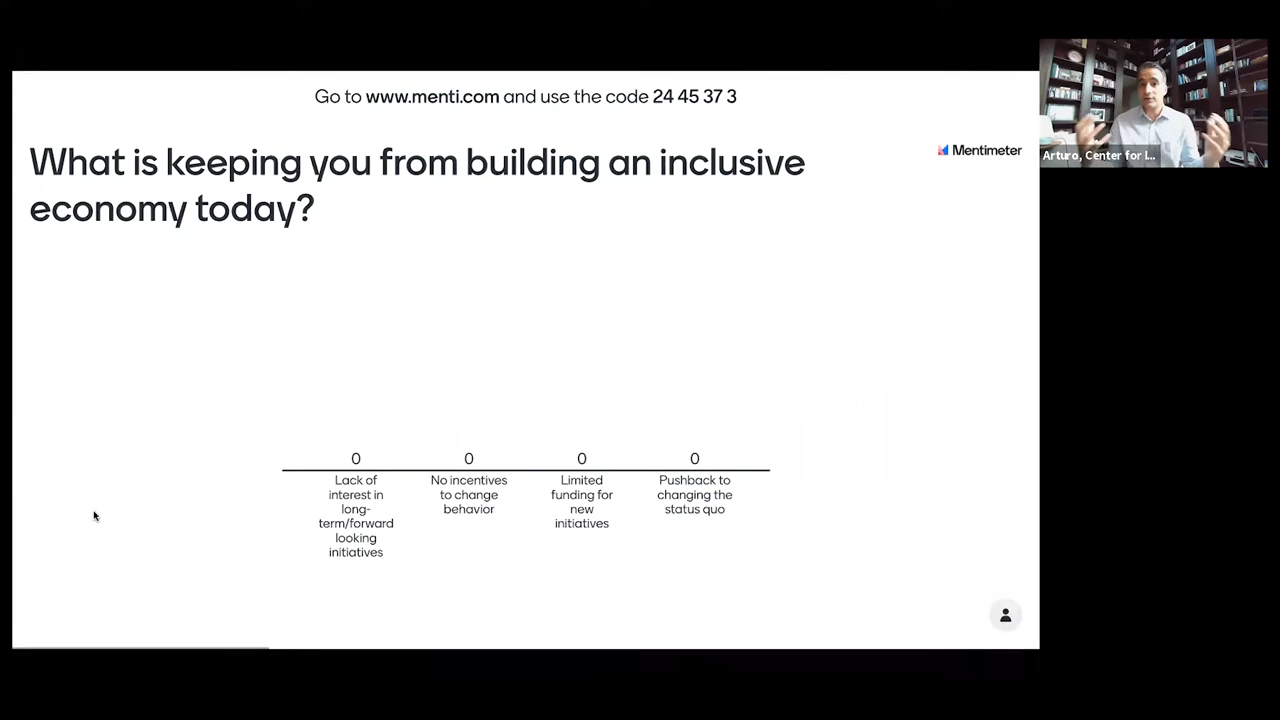 Go to www.menti.com and use the code 24 45 37 3
What is keeping you from building an inclusive
economy today?
Mentimeter
Arturo, Center for I...
0
0
0
0
Lack of
interest in
long-
term/forward
looking
initiatives
No incentives
to change
behavior
Limited
funding for
new
initiatives
Pushback to
changing the
status quo